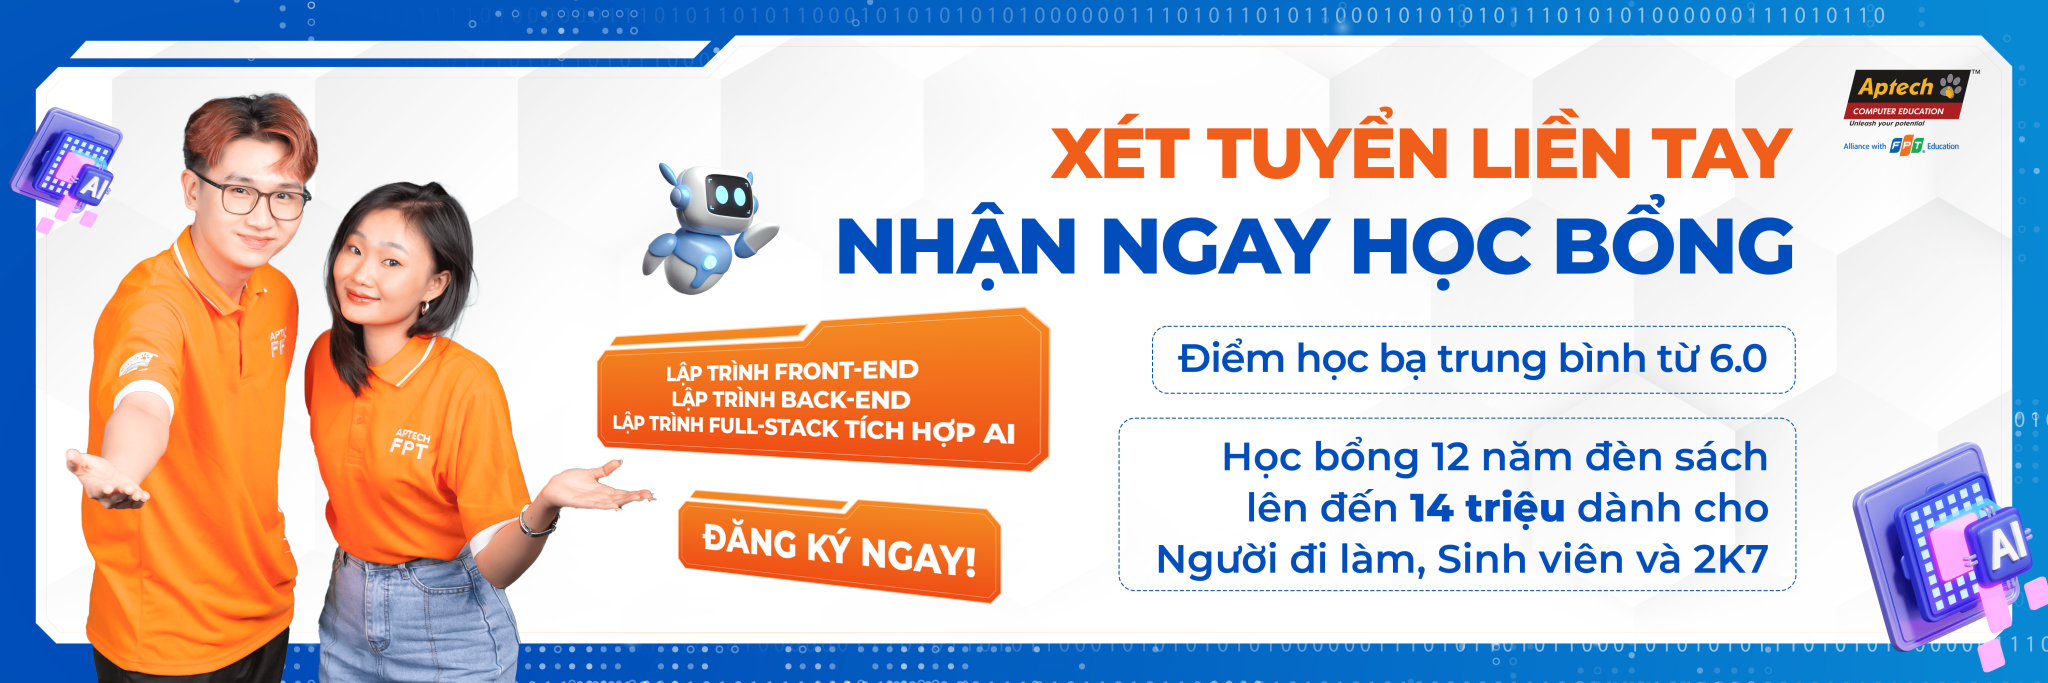 XÉT TUYỂN LIỀN TAY
NHẬN NGAY HỌC BỔNG
Aptech
COMPUTER EDUCATION
Unleash your potential
Alliance with FPT Education
LẬP TRÌNH FRONT-END
LẬP TRÌNH BACK-END
LẬP TRÌNH FULL-STACK TÍCH HỢP AI
ĐĂNG KÝ NGAY!
Điểm học bạ trung bình từ 6.0
Học bổng 12 năm đèn sách
lên đến 14 triệu dành cho
Người đi làm, Sinh viên và 2K7
APTECH
FPT
AI
AI